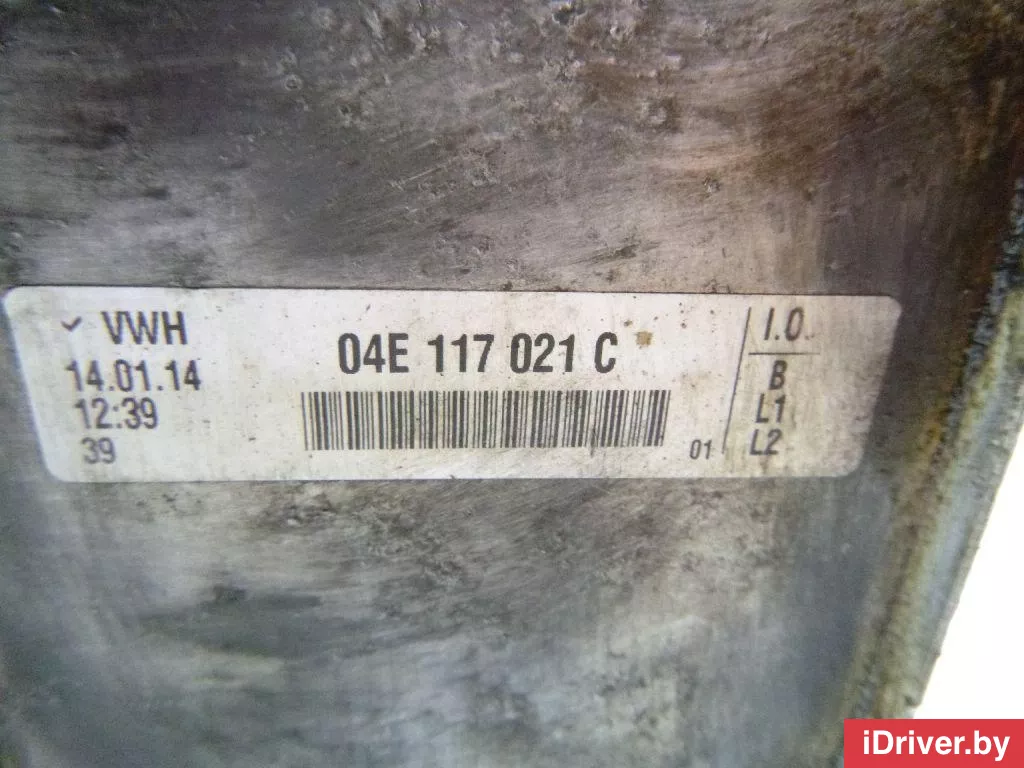 ✓ VWH
14.01.14
12:39
39
04E 117 021 C
01
I.O.
B
L1
L2
iDriver.by